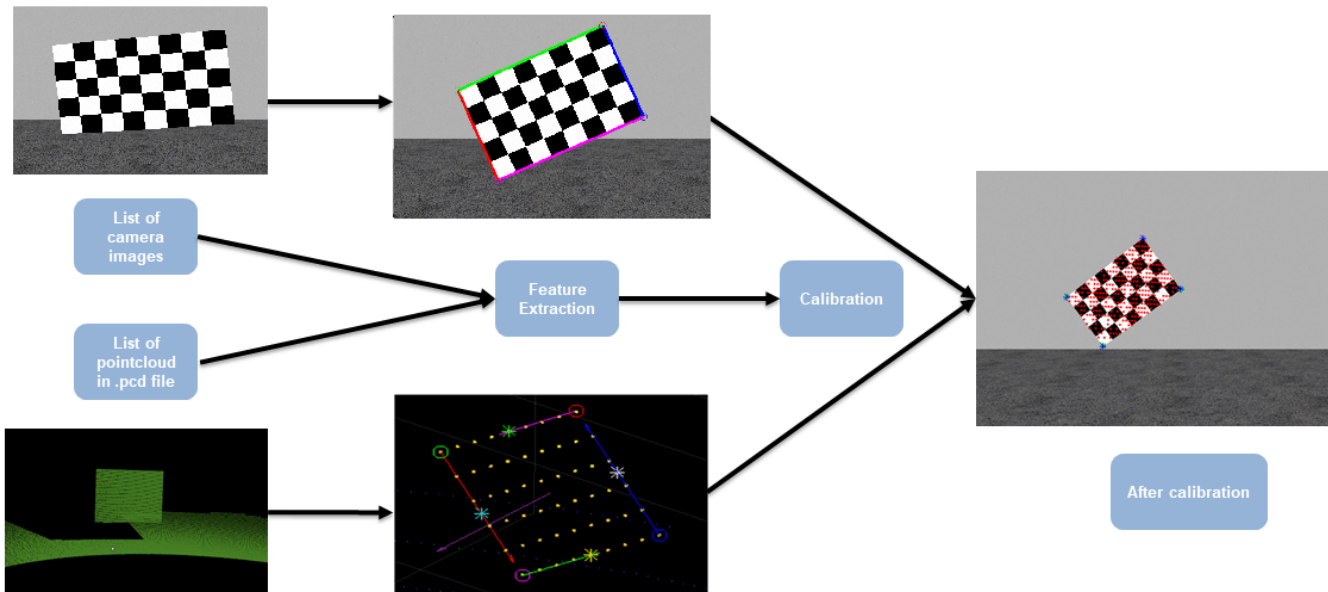 List of
camera
images
Feature
Extraction
Calibration
List of
pointcloud
in .pcd file
After calibration